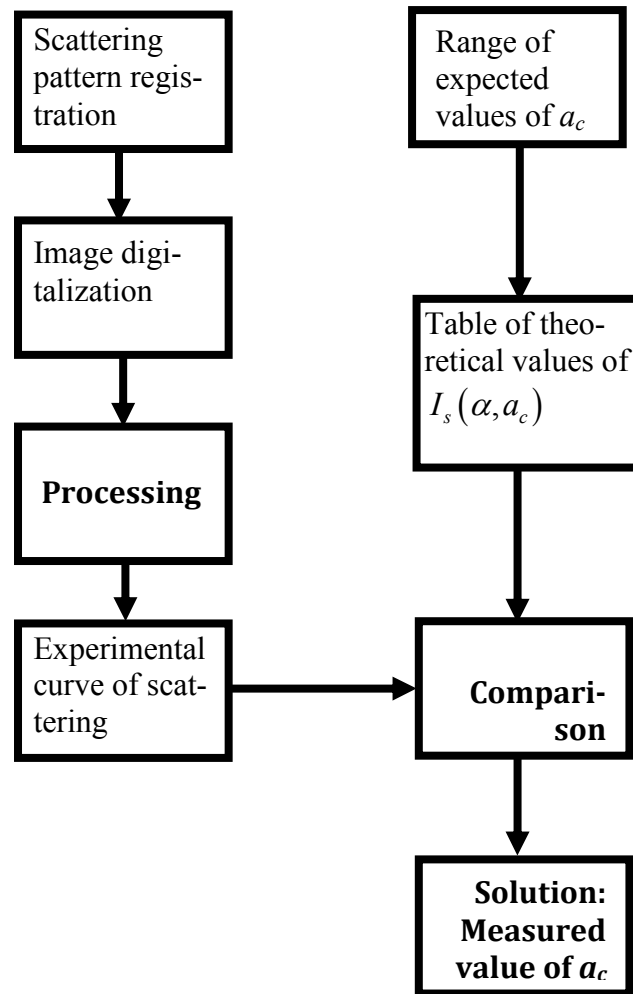 Scattering
pattern regis-
tration
Image digi-
talization
Processing
Experimental
curve of scat-
tering
Range of
expected
values of a_c
Table of theo-
retical values of
I_s(α,a_c)
Compari-
son
Solution:
Measured
value of a_c